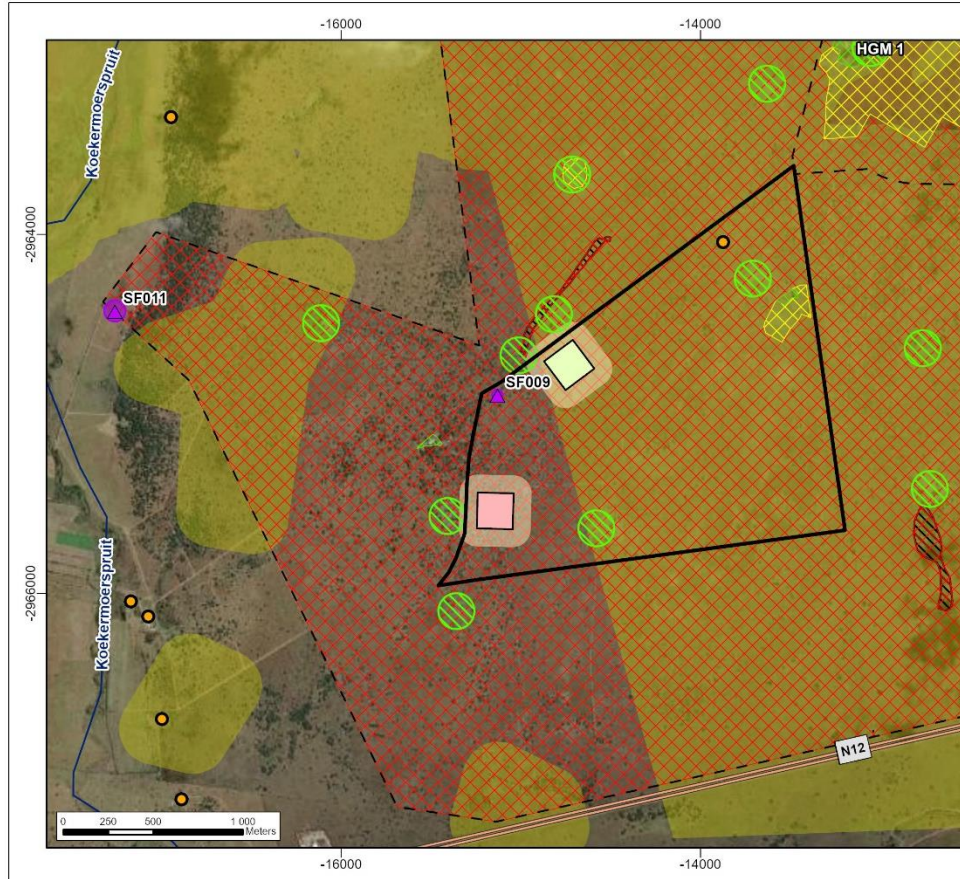 -16000
-14000
HGM 1
Koekermoerspruit
-2964000
SF011
SF009
Koekermoerspruit
-2966000
N12
0 250 500 1 000
Meters
-16000
-14000